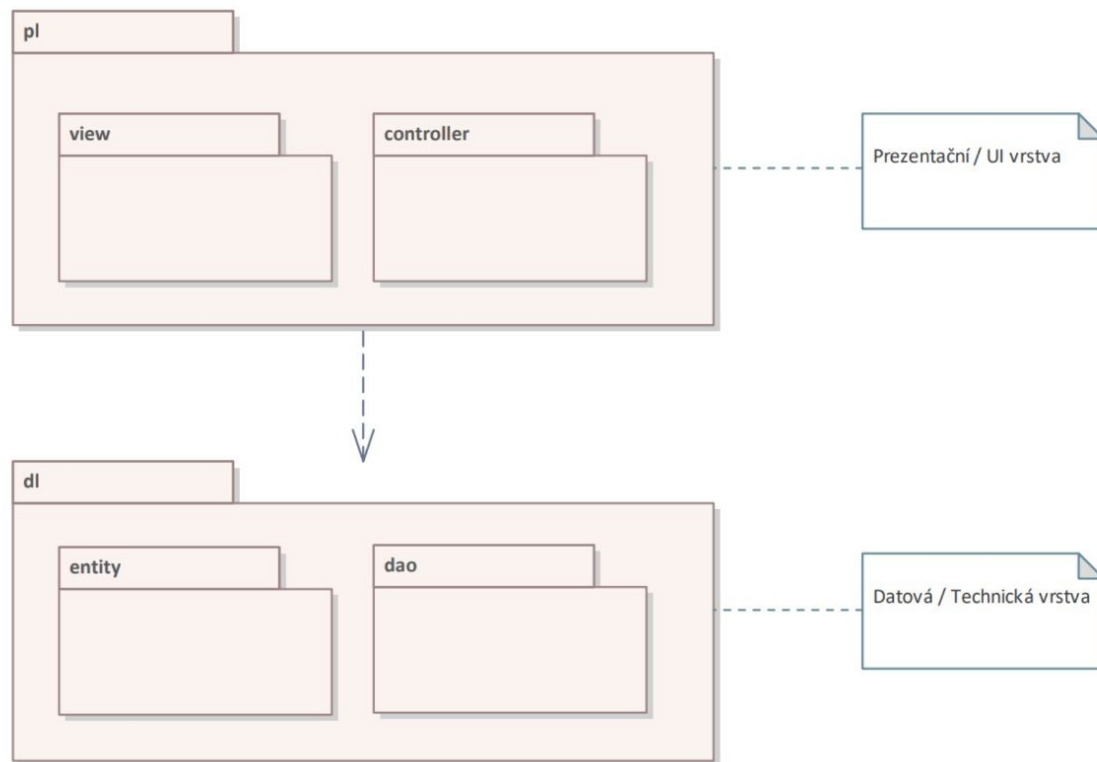 pl
view
controller
Prezentační / UI vrstva
dl
entity
dao
Datová / Technická vrstva